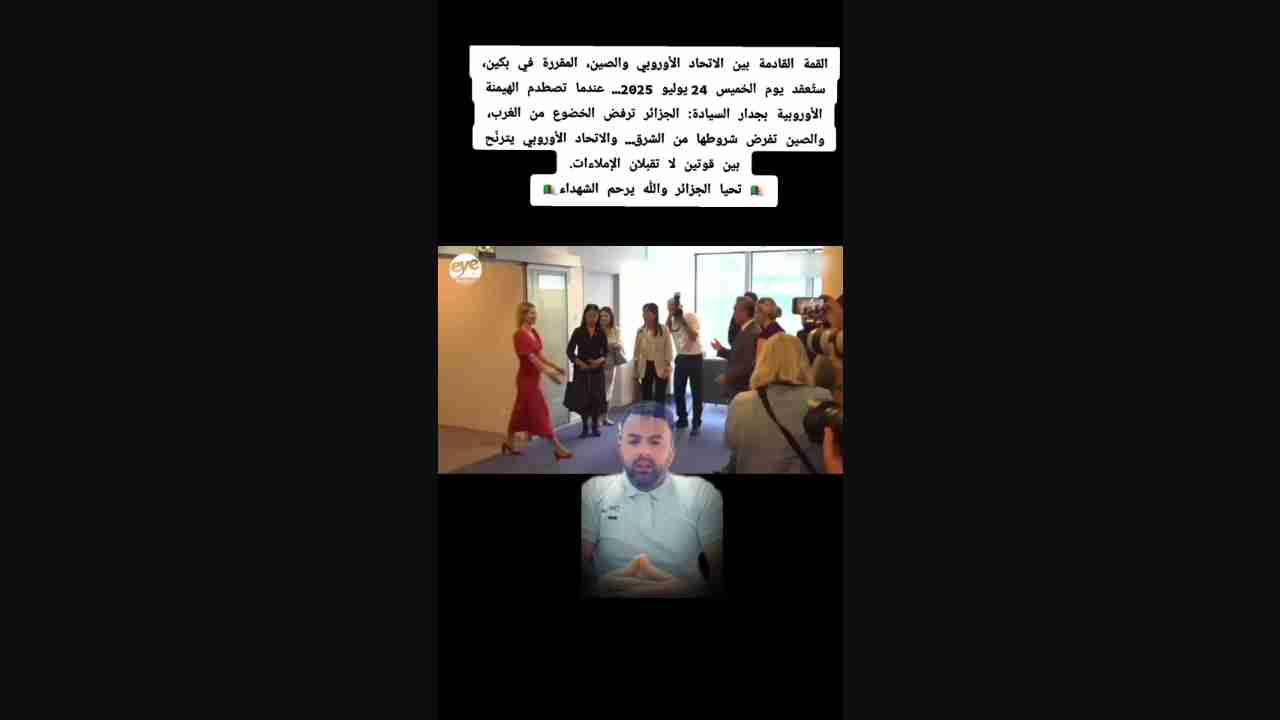 القمة القادمة بين الاتحاد الأوروبي والصين، المقررة في بكين،
ستُعقد يوم الخميس 24 يوليو 2025... عندما تصطدم الهيمنة
الأوروبية بجدار السيادة: الجزائر ترفض الخضوع من الغرب،
والصين تفرض شروطها من الشرق... والاتحاد الأوروبي يترنّح
بين قوتين لا تقبلان الإملاءات.
🇩🇿 تحيا الجزائر والله يرحم الشهداء 🇩🇿
eye